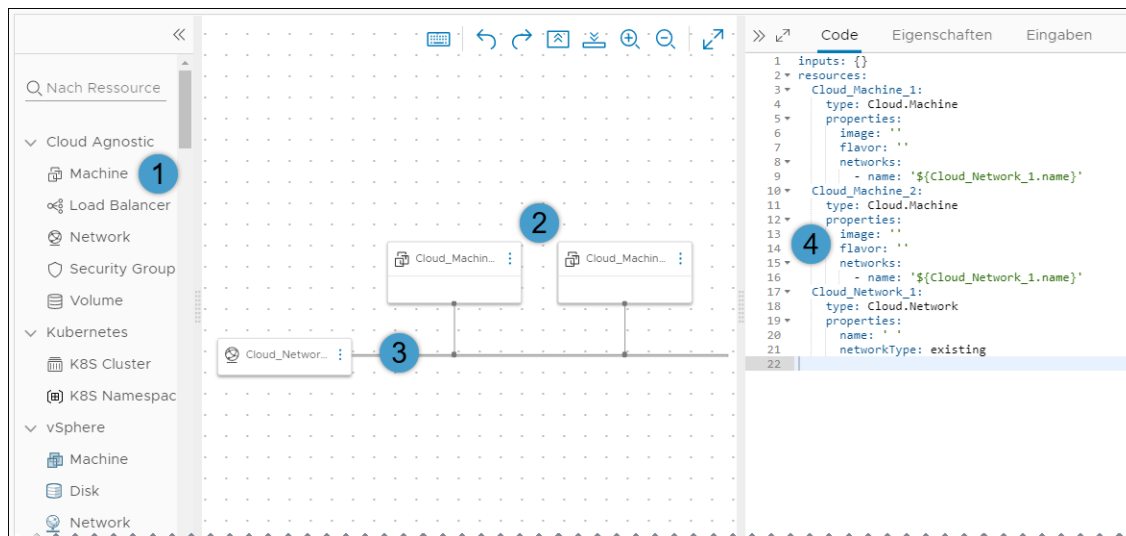 Nach Ressource
Cloud Agnostic
Machine
1
Load Balancer
Network
Security Group
Volume
Kubernetes
K8S Cluster
K8S Namespac
vSphere
Machine
Disk
Network
2
Cloud_Machin...
Cloud_Machin...
Cloud_Networ...
3
Code Eigenschaften Eingaben
1 inputs: {}
2 resources:
3 Cloud_Machine_1:
4 type: Cloud.Machine
5 properties:
6 image: ''
7 flavor: ''
8 networks:
9 - name: '${Cloud_Network_1.name}'
10 Cloud_Machine_2:
11 type: Cloud.Machine
12 properties:
13 image: ''
14 flavor: ''
15 networks:
16 - name: '${Cloud_Network_1.name}'
17 Cloud_Network_1:
18 type: Cloud.Network
19 properties:
20 name: ' '
21 networkType: existing
22
4